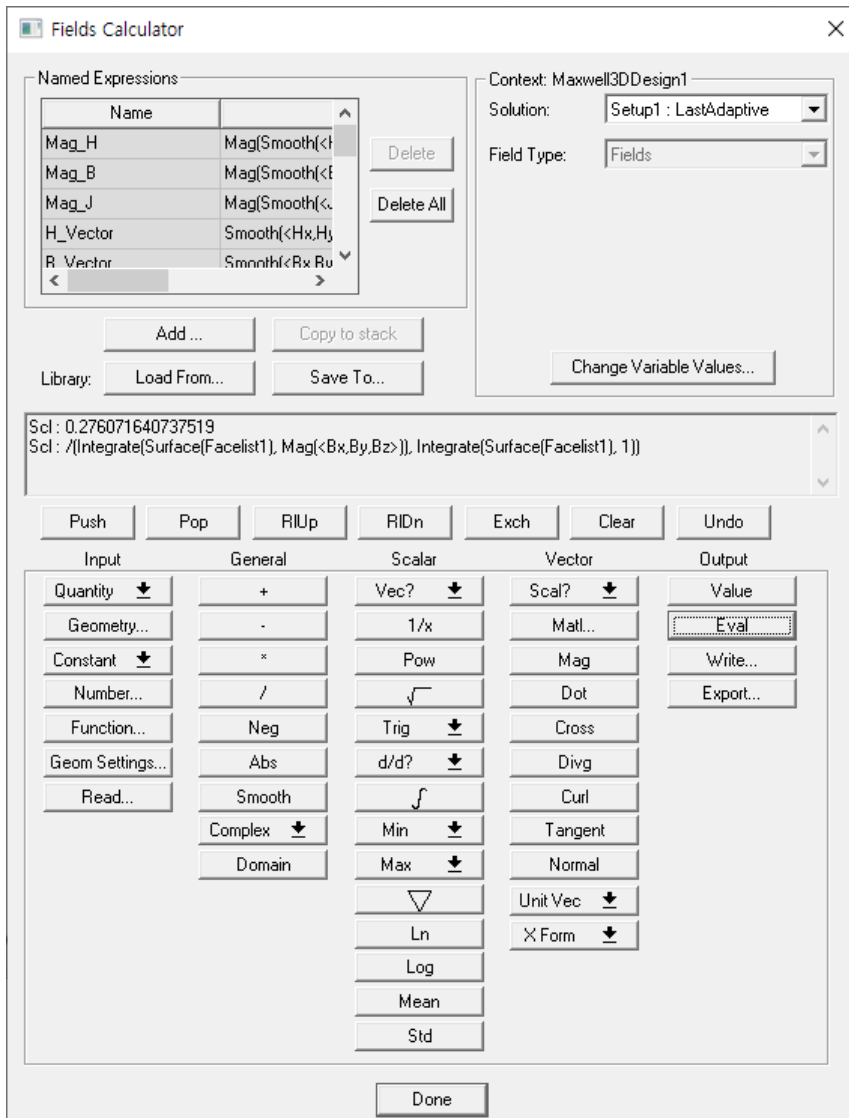 Fields Calculator
Named Expressions
Name
Mag_H Mag(Smooth(<H
Mag_B Mag(Smooth(<B
Mag_J Mag(Smooth(<J
H_Vector Smooth(<Hx,Hy
B_Vector Smooth(<Bx,By
Delete
Delete All
Add ... Copy to stack
Library: Load From... Save To...
Context: Maxwell3DDesign1
Solution: Setup1 : LastAdaptive
Field Type: Fields
Change Variable Values...
Scl : 0.276071640737519
Scl : /(Integrate(Surface(Facelist1), Mag(<Bx,By,Bz>)), Integrate(Surface(Facelist1), 1))
Push Pop RlUp RlDn Exch Clear Undo
Input General Scalar Vector Output
Quantity + Vec? Scal? Value
Geometry... - 1/x Matl... Eval
Constant * Pow Mag Write...
Number... / √ Dot Export...
Function... Neg Trig Cross
Geom Settings... Abs d/d? Divg
Read... Smooth ∫ Curl
Complex Min Tangent
Domain Max Normal
▽ Unit Vec
Ln X Form
Log
Mean
Std
Done